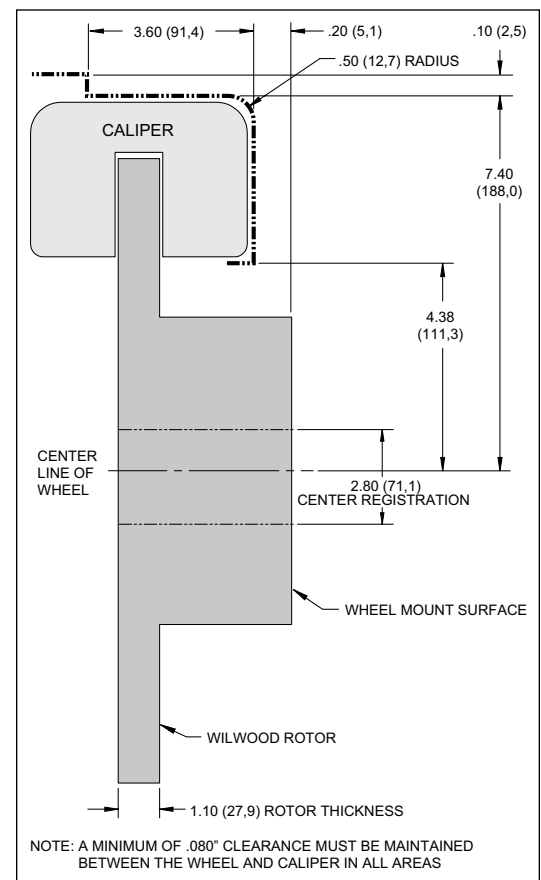 3.60 (91,4)
.20 (5,1)
.10 (2,5)
.50 (12,7) RADIUS
CALIPER
7.40
(188,0)
4.38
(111,3)
CENTER
LINE OF
WHEEL
2.80 (71,1)
CENTER REGISTRATION
WHEEL MOUNT SURFACE
WILWOOD ROTOR
1.10 (27,9) ROTOR THICKNESS
NOTE: A MINIMUM OF .080" CLEARANCE MUST BE MAINTAINED
BETWEEN THE WHEEL AND CALIPER IN ALL AREAS